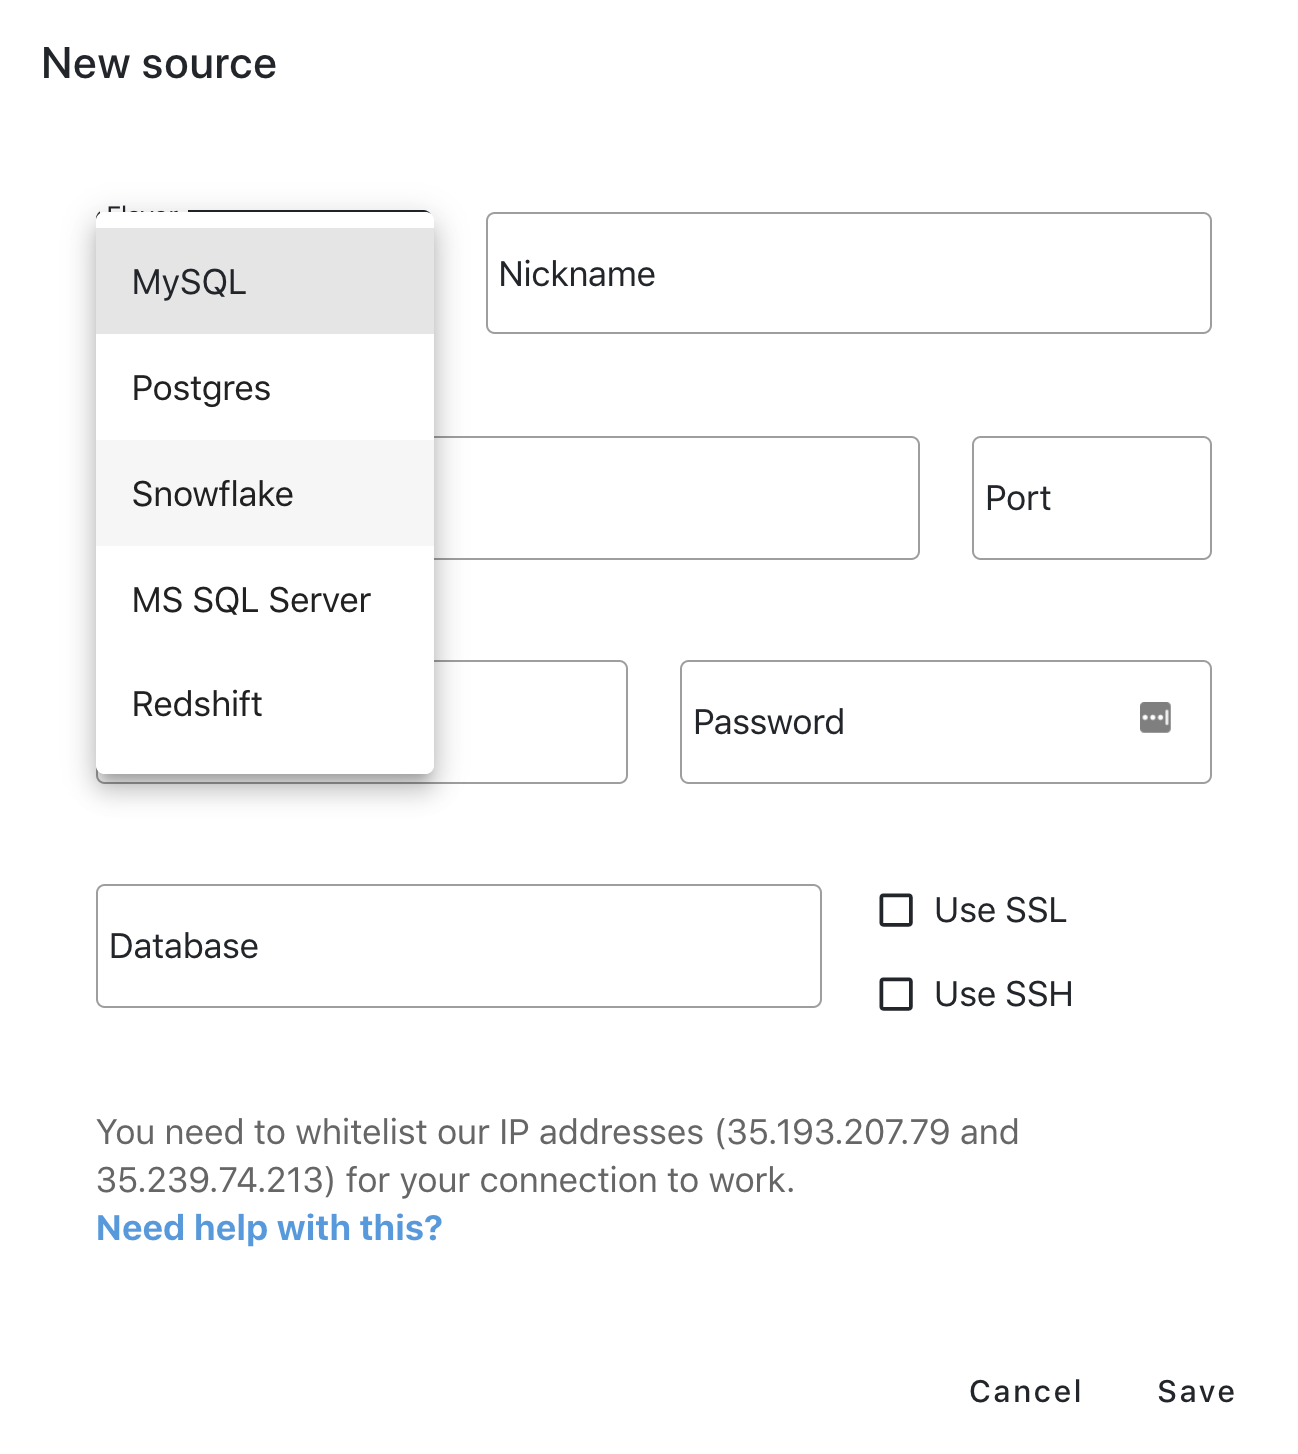 New source
Nickname
MySQL
Postgres
Snowflake
MS SQL Server
Redshift
Port
Password
Database
Use SSL
Use SSH
You need to whitelist our IP addresses (35.193.207.79 and
35.239.74.213) for your connection to work.
Need help with this?
Cancel
Save